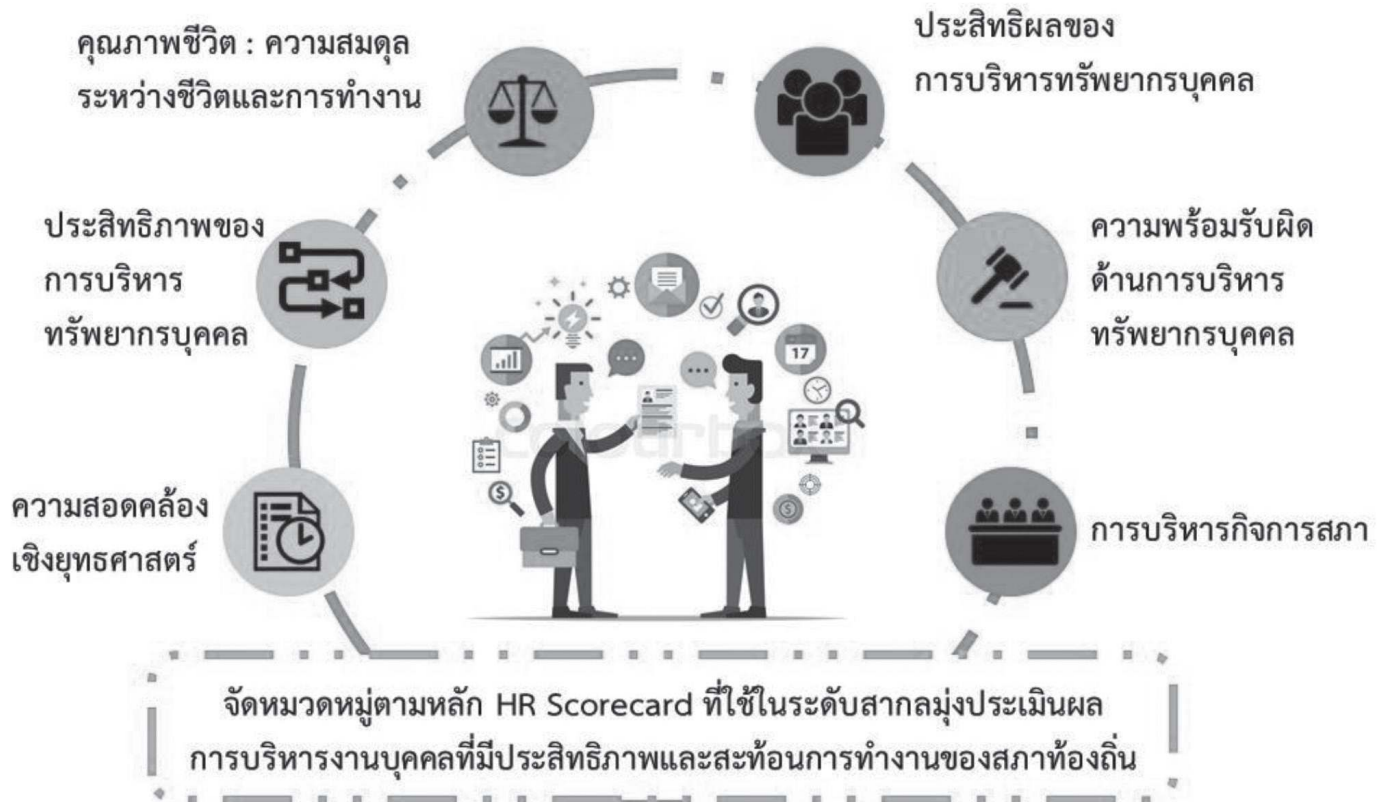 คุณภาพชีวิต : ความสมดุล
ระหว่างชีวิตและการทำงาน
ประสิทธิผลของ
การบริหารทรัพยากรบุคคล
ประสิทธิภาพของ
การบริหาร
ทรัพยากรบุคคล
ความพร้อมรับผิด
ด้านการบริหาร
ทรัพยากรบุคคล
17
ความสอดคล้อง
เชิงยุทธศาสตร์
การบริหารกิจการสภา
จัดหมวดหมู่ตามหลัก HR Scorecard ที่ใช้ในระดับสากลมุ่งประเมินผล
การบริหารงานบุคคลที่มีประสิทธิภาพและสะท้อนการทำงานของสภาท้องถิ่น